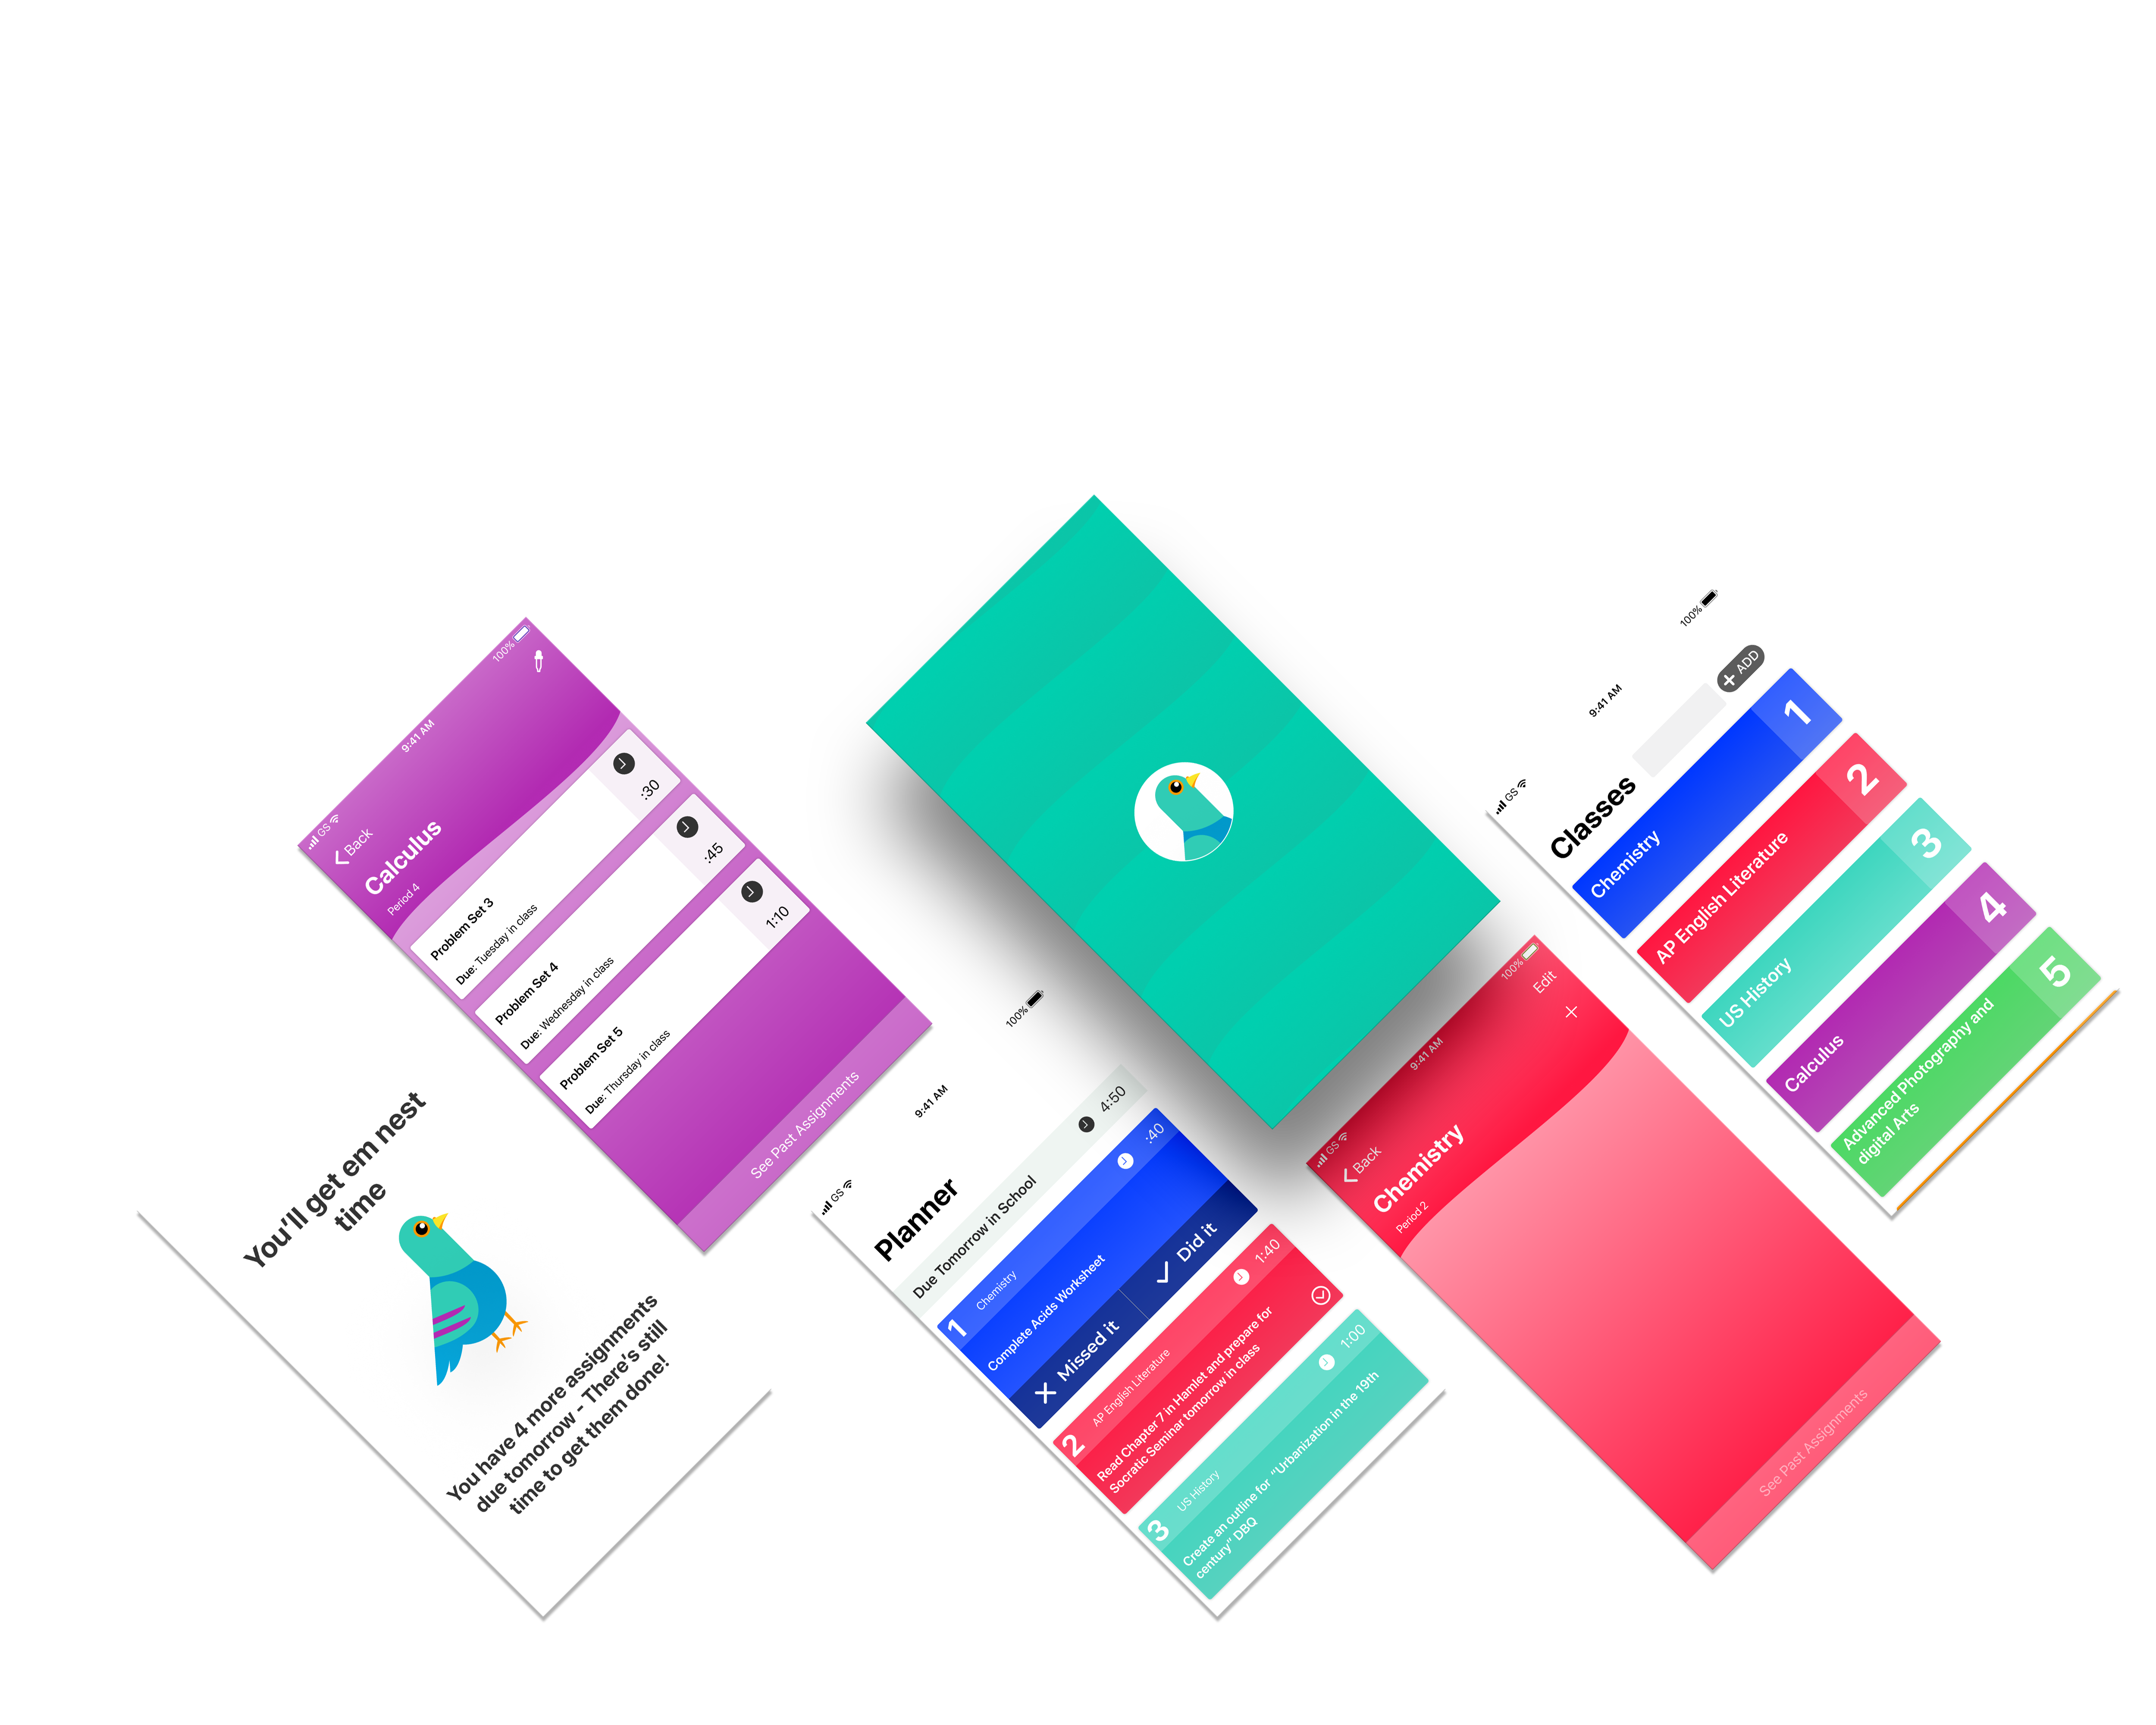 GS
9:41 AM
100%
Back
Calculus
Period 4
Problem Set 3
Due: Tuesday in class
:30
Problem Set 4
Due: Wednesday in class
:45
Problem Set 5
Due: Thursday in class
1:10
See Past Assignments
You'll get em nest
time
You have 4 more assignments
due tomorrow - There's still
time to get them done!
GS
9:41 AM
100%
Planner
Due Tomorrow in School
4:50
1
Chemistry
:40
Complete Acids Worksheet
Missed it
Did it
2
AP English Literature
1:40
Read Chapter 7 in Hamlet and prepare for
Socratic Seminar tomorrow in class
3
US History
1:00
Create an outline for "Urbanization in the 19th
century" DBQ
GS
9:41 AM
100%
Back
Edit
Chemistry
Period 2
See Past Assignments
GS
9:41 AM
100%
Classes
ADD
Chemistry
1
AP English Literature
2
US History
3
Calculus
4
Advanced Photography and
digital Arts
5